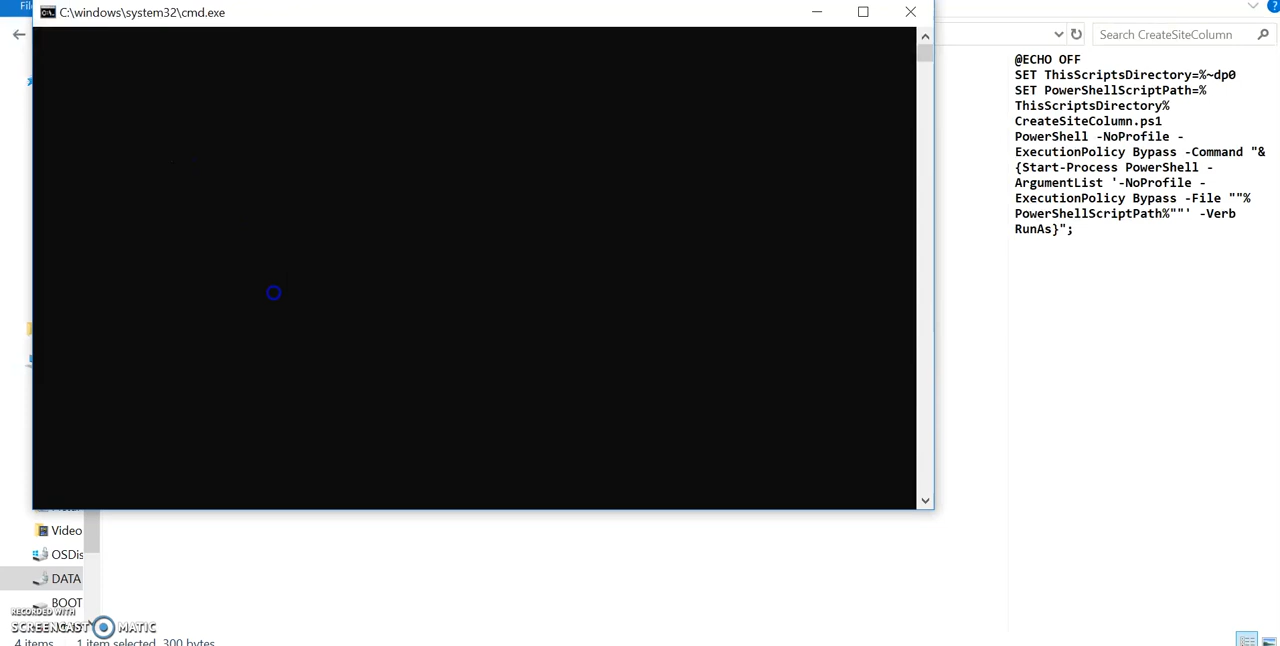 Fil
C:\windows\system32\cmd.exe
?
Search CreateSiteColumn
@ECHO OFF
SET ThisScriptsDirectory=%~dp0
SET PowerShellScriptPath=%
ThisScriptsDirectory%
CreateSiteColumn.ps1
PowerShell -NoProfile -
ExecutionPolicy Bypass -Command "&
{Start-Process PowerShell -
ArgumentList '-NoProfile -
ExecutionPolicy Bypass -File ""%
PowerShellScriptPath%""' -Verb
RunAs}";
Video
OSDis
DATA
BOOT
RECORDED WITH
SCREENCAST MATIC
4 items 1 item selected, 300 bytes